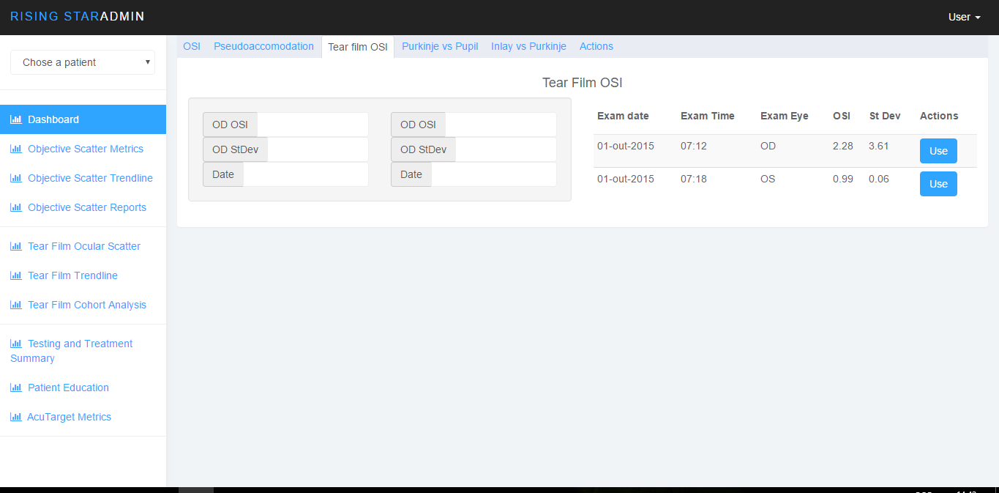 RISING STARADMIN
User
Chose a patient
Dashboard
Objective Scatter Metrics
Objective Scatter Trendline
Objective Scatter Reports
Tear Film Ocular Scatter
Tear Film Trendline
Tear Film Cohort Analysis
Testing and Treatment
Summary
Patient Education
AcuTarget Metrics
OSI Pseudoaccomodation Tear film OSI Purkinje vs Pupil Inlay vs Purkinje Actions
Tear Film OSI
OD OSI
OD StDev
Date
OD OSI
OD StDev
Date
Exam date Exam Time Exam Eye OSI St Dev Actions
01-out-2015 07:12 OD 2.28 3.61 Use
01-out-2015 07:18 OS 0.99 0.06 Use